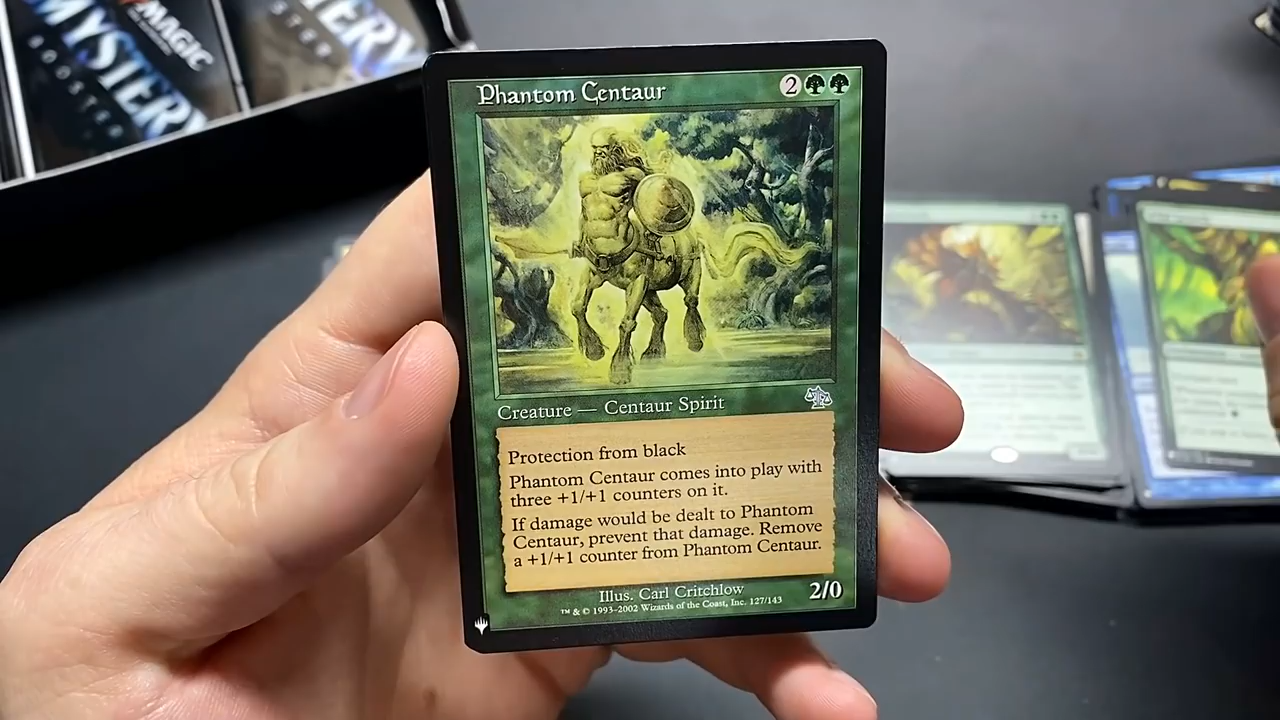 MAGIC
MYSTERY
BOOSTER
MYSTERY
BOOSTER
Phantom Centaur
2
Creature — Centaur Spirit
Protection from black
Phantom Centaur comes into play with
three +1/+1 counters on it.
If damage would be dealt to Phantom
Centaur, prevent that damage. Remove
a +1/+1 counter from Phantom Centaur.
Illus. Carl Critchlow
™ & © 1993–2002 Wizards of the Coast, Inc. 127/143
2/0